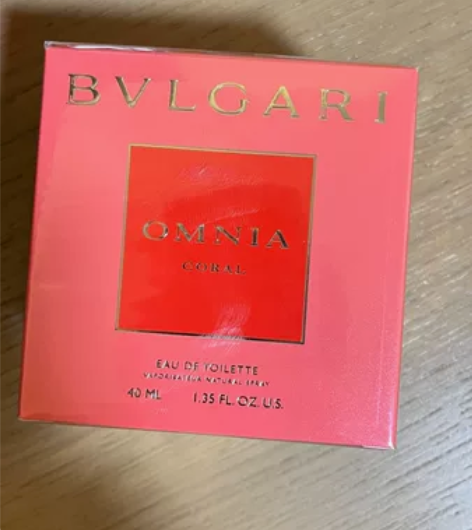 BVLGARI
OMNIA
CORAL
EAU DE TOILETTE
VAPORISATEUR NATURAL SPRAY
40 ML 1.35 FL. OZ. U.S.